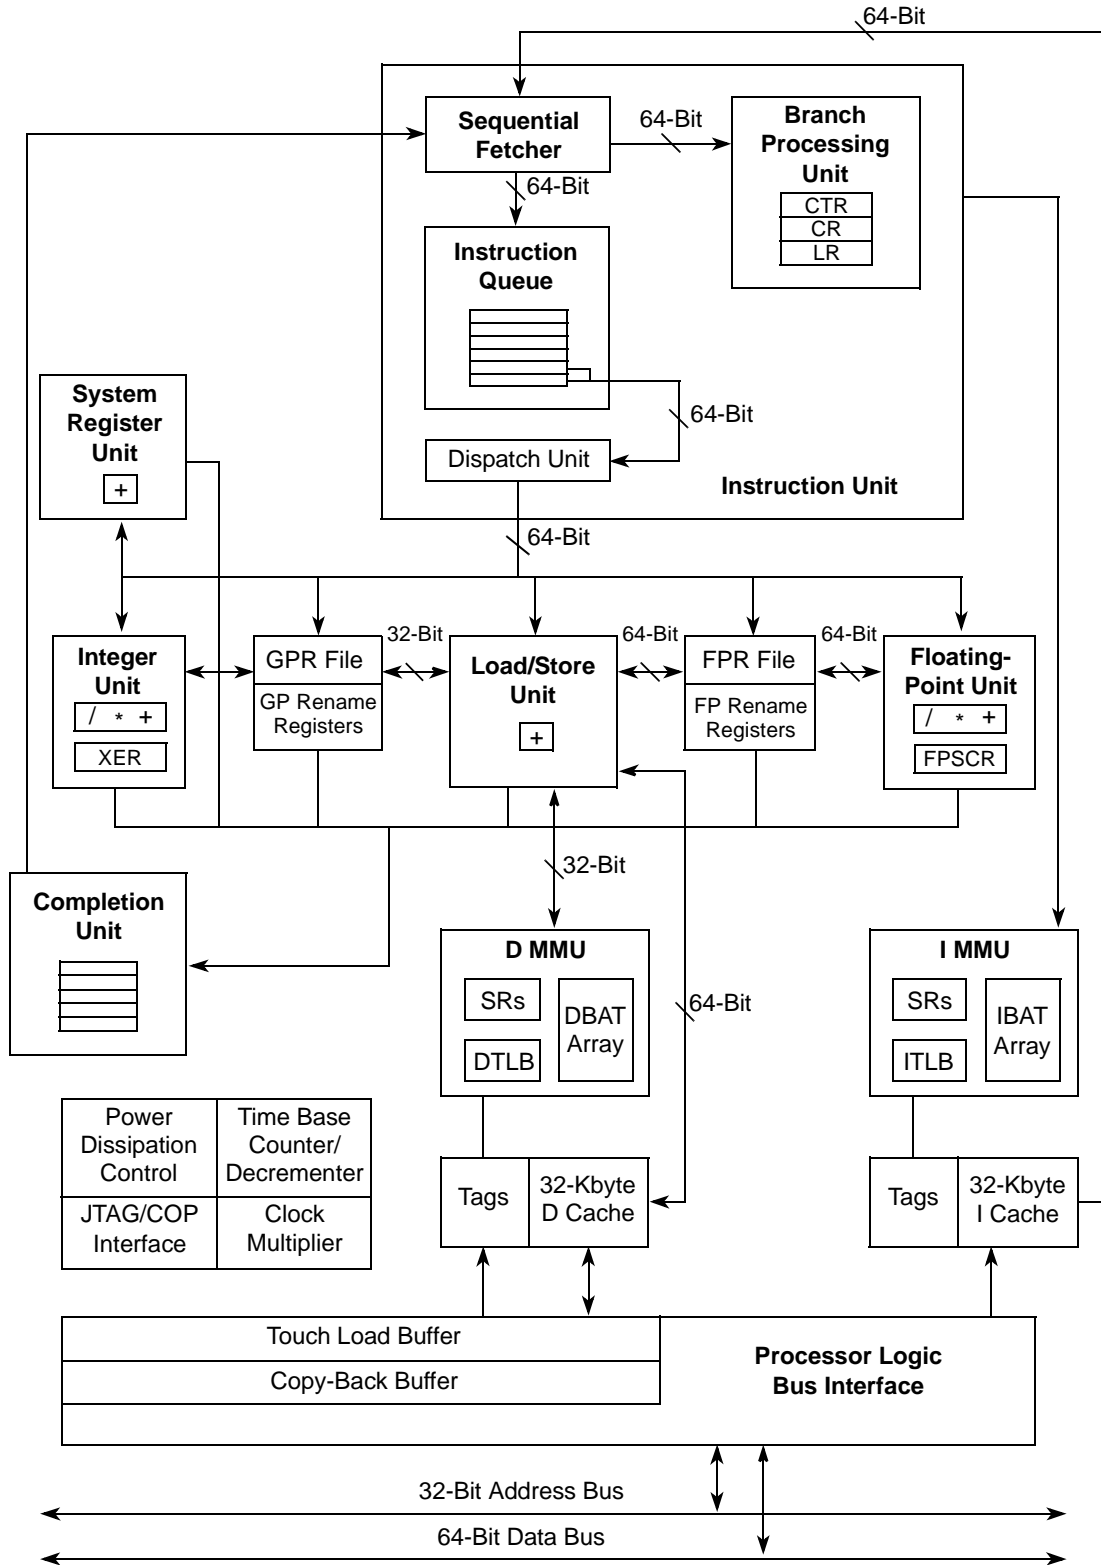 64-Bit
Sequential
Fetcher
64-Bit
Branch
Processing
Unit
CTR
CR
LR
64-Bit
Instruction
Queue
64-Bit
Dispatch Unit
Instruction Unit
System
Register
Unit
+
64-Bit
Integer
Unit
/ * +
XER
GPR File
GP Rename
Registers
32-Bit
Load/Store
Unit
+
64-Bit
FPR File
FP Rename
Registers
64-Bit
Floating-
Point Unit
/ * +
FPSCR
32-Bit
Completion
Unit
D MMU
SRs
DTLB
DBAT
Array
64-Bit
I MMU
SRs
ITLB
IBAT
Array
Power
Dissipation
Control
Time Base
Counter/
Decrementer
JTAG/COP
Interface
Clock
Multiplier
Tags
32-Kbyte
D Cache
Tags
32-Kbyte
I Cache
Touch Load Buffer
Copy-Back Buffer
Processor Logic
Bus Interface
32-Bit Address Bus
64-Bit Data Bus